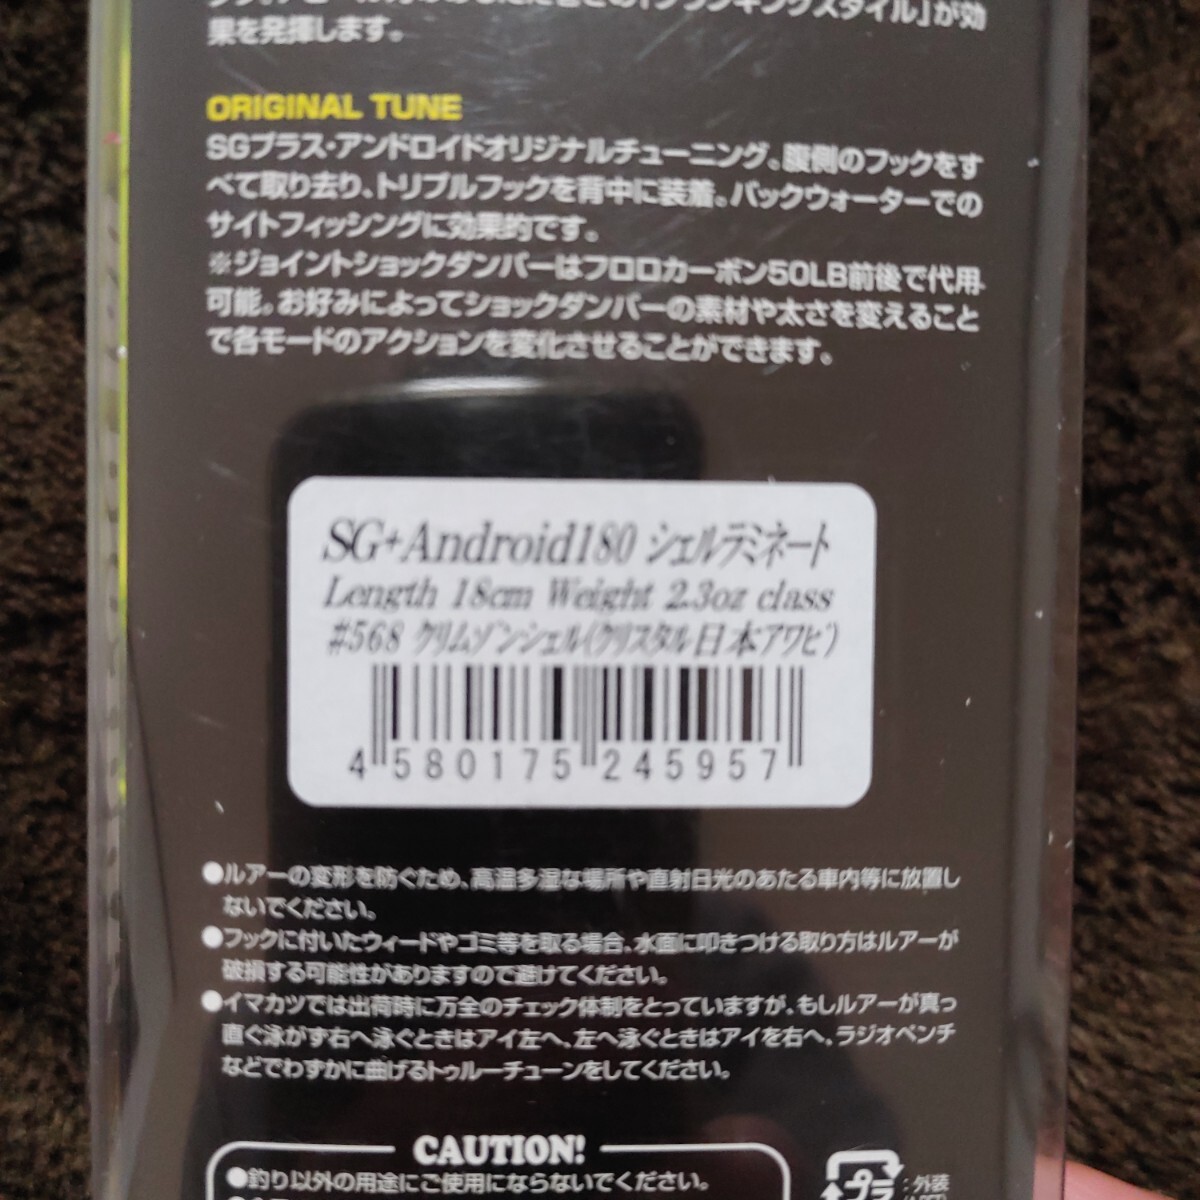 「クランキングスタイル」が効
果を発揮します。
ORIGINAL TUNE
SGプラス・アンドロイドオリジナルチューニング。腹側のフックをす
べて取り去り、トリプルフックを背中に装着。バックウォーターでの
サイトフィッシングに効果的です。
※ジョイントショックダンパーはフロロカーボン50LB前後で代用
可能。お好みによってショックダンパーの素材や太さを変えること
で各モードのアクションを変化させることができます。
SG+Android180 シェルラミネート
Length 18cm Weight 2.3oz class
#568 クリムゾンシェル(クリスタル日本アワビ)
4 580175 245957
●ルアーの変形を防ぐため、高温多湿な場所や直射日光のあたる車内等に放置し
ないでください。
●フックに付いたウィードやゴミ等を取る場合、水面に叩きつける取り方はルアーが
破損する可能性がありますので避けてください。
●イマカツでは出荷時に万全のチェック体制をとっていますが、もしルアーが真っ
直ぐ泳がず右へ泳ぐときはアイ左へ、左へ泳ぐときはアイを右へ、ラジオペンチ
などでわずかに曲げるトゥルーチューンをしてください。
CAUTION!
●釣り以外の用途にご使用にならないでください。
プラ
:外装